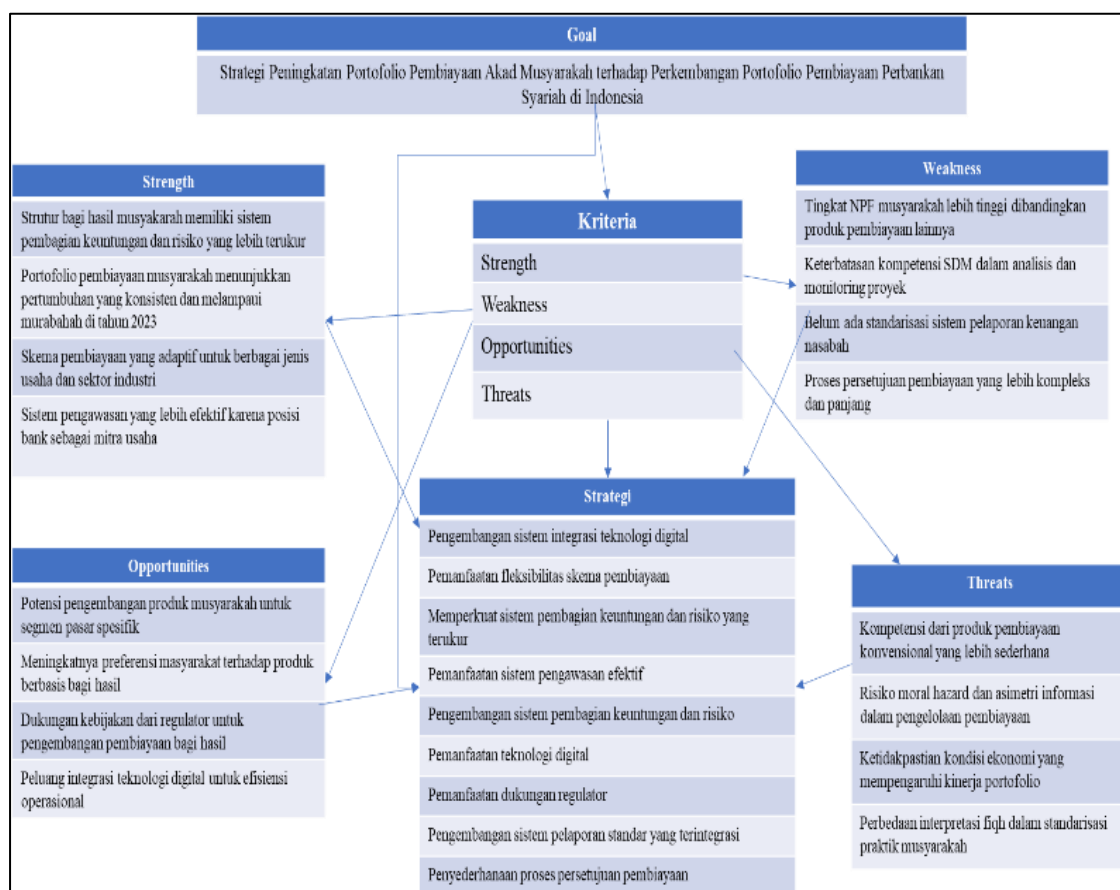 Goal
Strategi Peningkatan Portofolio Pembiayaan Akad Musyarakah terhadap Perkembangan Portofolio Pembiayaan Perbankan
Syariah di Indonesia
Strength
Strutur bagi hasil musyakarah memiliki sistem
pembagian keuntungan dan risiko yang lebih terukur
Portofolio pembiayaan musyarakah menunjukkan
pertumbuhan yang konsisten dan melampaui
murabahah di tahun 2023
Skema pembiayaan yang adaptif untuk berbagai jenis
usaha dan sektor industri
Sistem pengawasan yang lebih efektif karena posisi
bank sebagai mitra usaha
Kriteria
Strength
Weakness
Opportunities
Threats
Weakness
Tingkat NPF musyarakah lebih tinggi dibandingkan
produk pembiayaan lainnya
Keterbatasan kompetensi SDM dalam analisis dan
monitoring proyek
Belum ada standarisasi sistem pelaporan keuangan
nasabah
Proses persetujuan pembiayaan yang lebih kompleks
dan panjang
Opportunities
Potensi pengembangan produk musyarakah untuk
segmen pasar spesifik
Meningkatnya preferensi masyarakat terhadap produk
berbasis bagi hasil
Dukungan kebijakan dari regulator untuk
pengembangan pembiayaan bagi hasil
Peluang integrasi teknologi digital untuk efisiensi
operasional
Strategi
Pengembangan sistem integrasi teknologi digital
Pemanfaatan fleksibilitas skema pembiayaan
Memperkuat sistem pembagian keuntungan dan risiko yang
terukur
Pemanfaatan sistem pengawasan efektif
Pengembangan sistem pembagian keuntungan dan risiko
Pemanfaatan teknologi digital
Pemanfaatan dukungan regulator
Pengembangan sistem pelaporan standar yang terintegrasi
Penyederhanaan proses persetujuan pembiayaan
Threats
Kompetensi dari produk pembiayaan
konvensional yang lebih sederhana
Risiko moral hazard dan asimetri informasi
dalam pengelolaan pembiayaan
Ketidakpastian kondisi ekonomi yang
mempengaruhi kinerja portofolio
Perbedaan interpretasi fiqh dalam standarisasi
praktik musyarakah